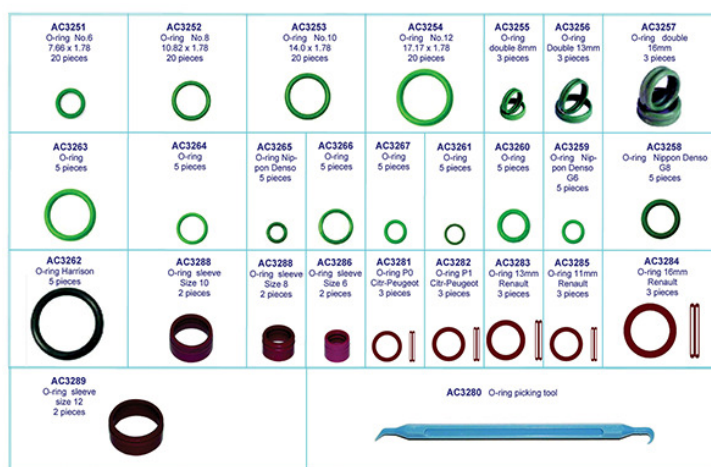 AC3251
O-ring No.6
7.66 x 1.78
20 pieces
AC3252
O-ring No.8
10.82 x 1.78
20 pieces
AC3253
O-ring No.10
14.0 x 1.78
20 pieces
AC3254
O-ring No.12
17.17 x 1.78
20 pieces
AC3255
O-ring
double 8mm
3 pieces
AC3256
O-ring
Double 13mm
3 pieces
AC3257
O-ring double
16mm
3 pieces
AC3263
O-ring
5 pieces
AC3264
O-ring
5 pieces
AC3265
O-ring Nip-
pon Denso
5 pieces
AC3266
O-ring
5 pieces
AC3267
O-ring
5 pieces
AC3261
O-ring
5 pieces
AC3260
O-ring
5 pieces
AC3259
O-ring Nip-
pon Denso
G6
5 pieces
AC3258
O-ring Nippon Denso
G8
5 pieces
AC3262
O-ring Harrison
5 pieces
AC3288
O-ring sleeve
Size 10
2 pieces
AC3288
O-ring sleeve
Size 8
2 pieces
AC3286
O-ring sleeve
Size 6
2 pieces
AC3281
O-ring P0
Citr-Peugeot
3 pieces
AC3282
O-ring P1
Citr-Peugeot
3 pieces
AC3283
O-ring 13mm
Renault
3 pieces
AC3285
O-ring 11mm
Renault
3 pieces
AC3284
O-ring 16mm
Renault
3 pieces
AC3289
O-ring sleeve
size 12
2 pieces
AC3280 O-ring picking tool